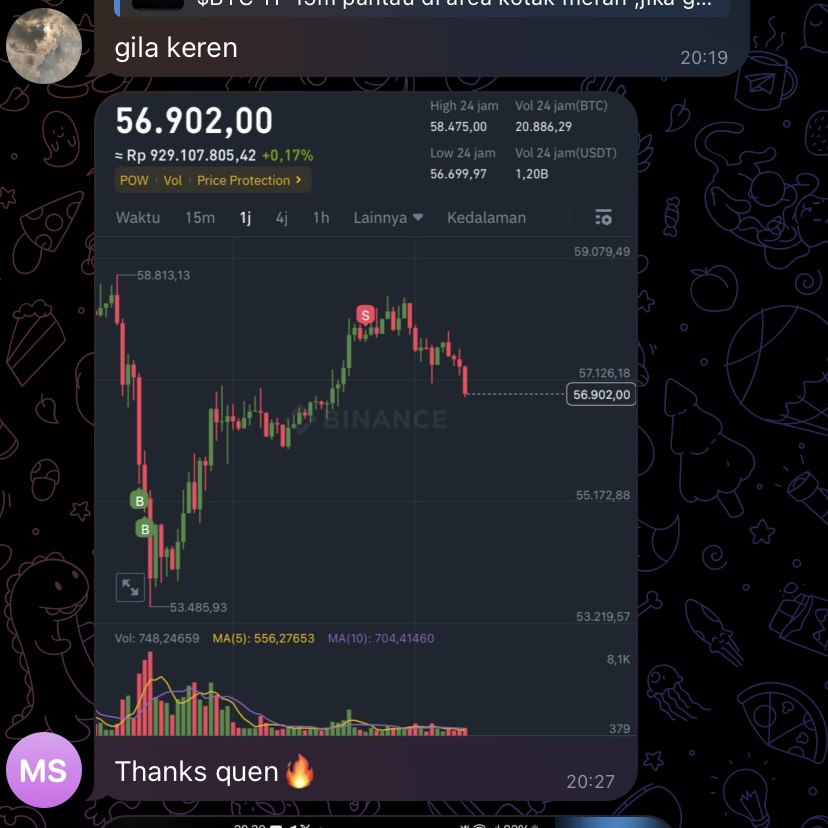 $BTC TF 15m pantau di area kotak merah ,jika g...
gila keren
20:19
56.902,00
≈ Rp 929.107.805,42 +0,17%
POW Vol Price Protection >
High 24 jam
58.475,00
Vol 24 jam(BTC)
20.886,29
Low 24 jam
56.699,97
Vol 24 jam(USDT)
1,20B
Waktu 15m 1j 4j 1h Lainnya Kedalaman
59.079,49
58.813,13
S
57.126,18
56.902,00
BINANCE
B
55.172,88
B
53.485,93
53.219,57
Vol: 748,24659 MA(5): 556,27653 MA(10): 704,41460
8,1K
379
MS
Thanks quen🔥
20:27